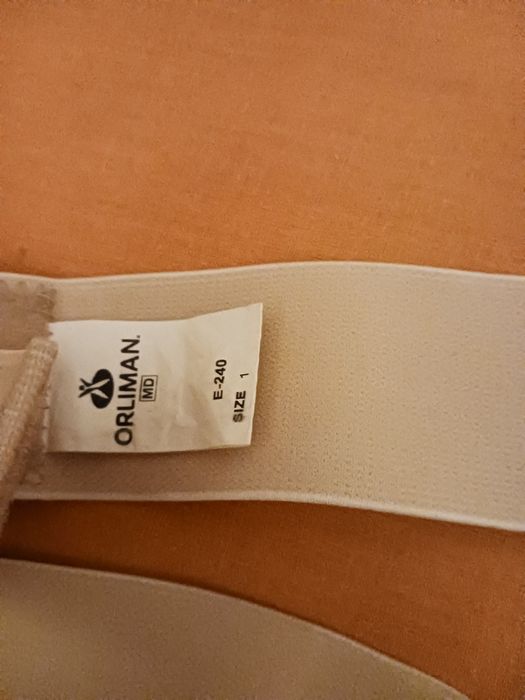 ORLIMAN.
MD
E-240
SIZE 1